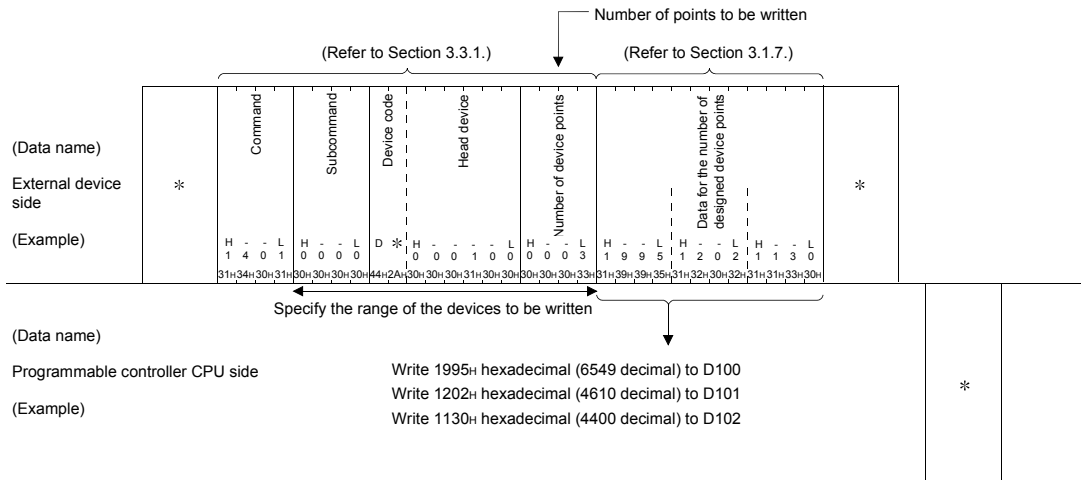 Number of points to be written
(Refer to Section 3.3.1.) (Refer to Section 3.1.7.)
Command
Subcommand
Device code
Head device
Number of device points
Data for the number of
designed device points
(Data name)
External device
side
(Example)
* *
H - - L H - - L D * H - - - - L H - - L H - - L H - - L H - - L
1 4 0 1 0 0 0 0 0 0 0 1 0 0 0 0 0 3 1 9 9 5 1 2 0 2 1 1 3 0
31H 34H 30H 31H 30H 30H 30H 30H 44H 2AH 30H 30H 30H 31H 30H 30H 30H 30H 30H 33H 31H 39H 39H 35H 31H 32H 30H 32H 31H 31H 33H 30H
Specify the range of the devices to be written
(Data name)
Programmable controller CPU side
(Example)
Write 1995H hexadecimal (6549 decimal) to D100
Write 1202H hexadecimal (4610 decimal) to D101
Write 1130H hexadecimal (4400 decimal) to D102
*